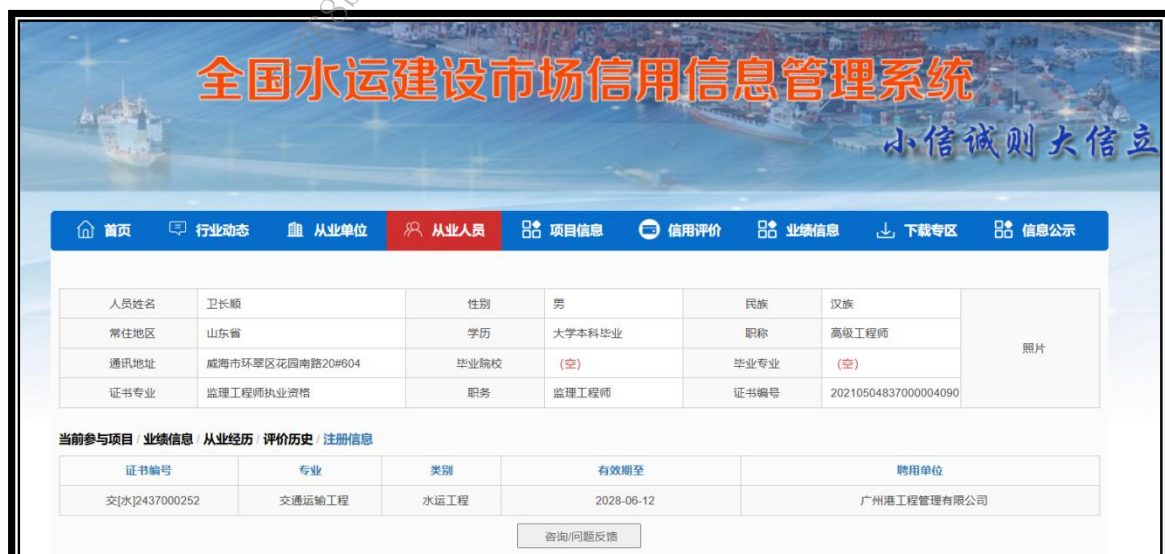 全国水运建设市场信用信息管理系统
小信诚则大信立
首页 行业动态 从业单位 从业人员 项目信息 信用评价 业绩信息 下载专区 信息公示
人员姓名 卫长顺 性别 男 民族 汉族 照片
常住地区 山东省 学历 大学本科毕业 职称 高级工程师
通讯地址 威海市环翠区花园南路20#604 毕业院校 (空) 毕业专业 (空)
证书专业 监理工程师执业资格 职务 监理工程师 证书编号 20210504837000004090
当前参与项目 / 业绩信息 / 从业经历 / 评价历史 / 注册信息
证书编号 专业 类别 有效期至 聘用单位
交[水]2437000252 交通运输工程 水运工程 2028-06-12 广州港工程管理有限公司
咨询/问题反馈